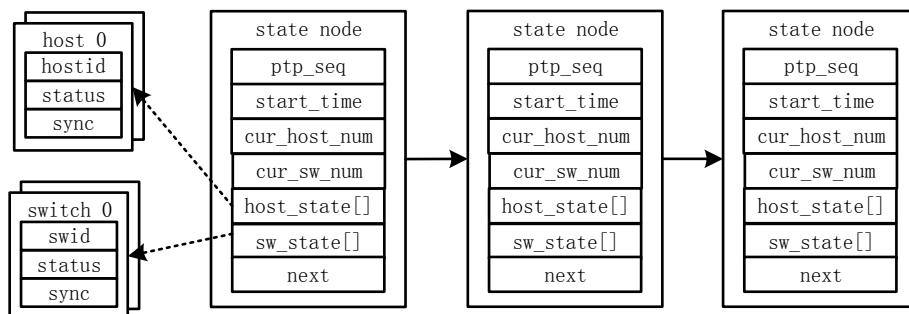 host 0
hostid
status
sync
switch 0
swid
status
sync
state node
ptp_seq
start_time
cur_host_num
cur_sw_num
host_state[]
sw_state[]
next
state node
ptp_seq
start_time
cur_host_num
cur_sw_num
host_state[]
sw_state[]
next
state node
ptp_seq
start_time
cur_host_num
cur_sw_num
host_state[]
sw_state[]
next